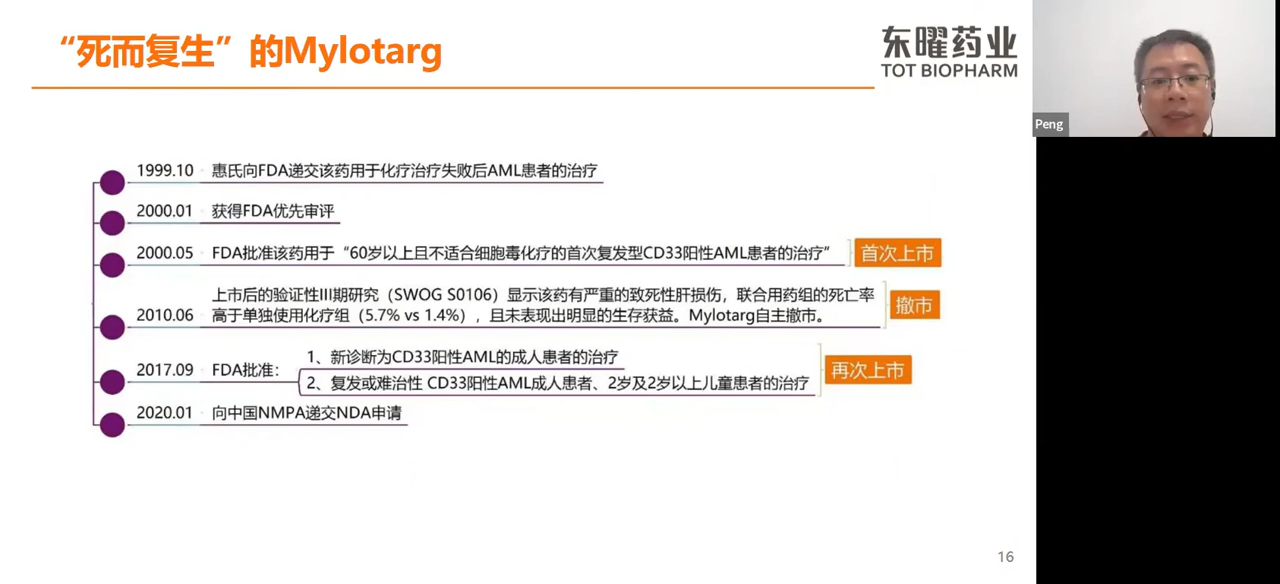 “死而复生”的Mylotarg
东曜药业
TOT BIOPHARM
Peng
1999.10 惠氏向FDA递交该药用于化疗治疗失败后AML患者的治疗
2000.01 获得FDA优先审评
2000.05 FDA批准该药用于“60岁以上且不适合细胞毒化疗的首次复发型CD33阳性AML患者的治疗” 首次上市
2010.06 上市后的验证性III期研究（SWOG S0106）显示该药有严重的致死性肝损伤，联合用药组的死亡率
高于单独使用化疗组（5.7% vs 1.4%），且未表现出明显的生存获益。Mylotarg自主撤市。
撤市
2017.09 FDA批准：
1、新诊断为CD33阳性AML的成人患者的治疗
2、复发或难治性 CD33阳性AML成人患者、2岁及2岁以上儿童患者的治疗
再次上市
2020.01 向中国NMPA递交NDA申请
16